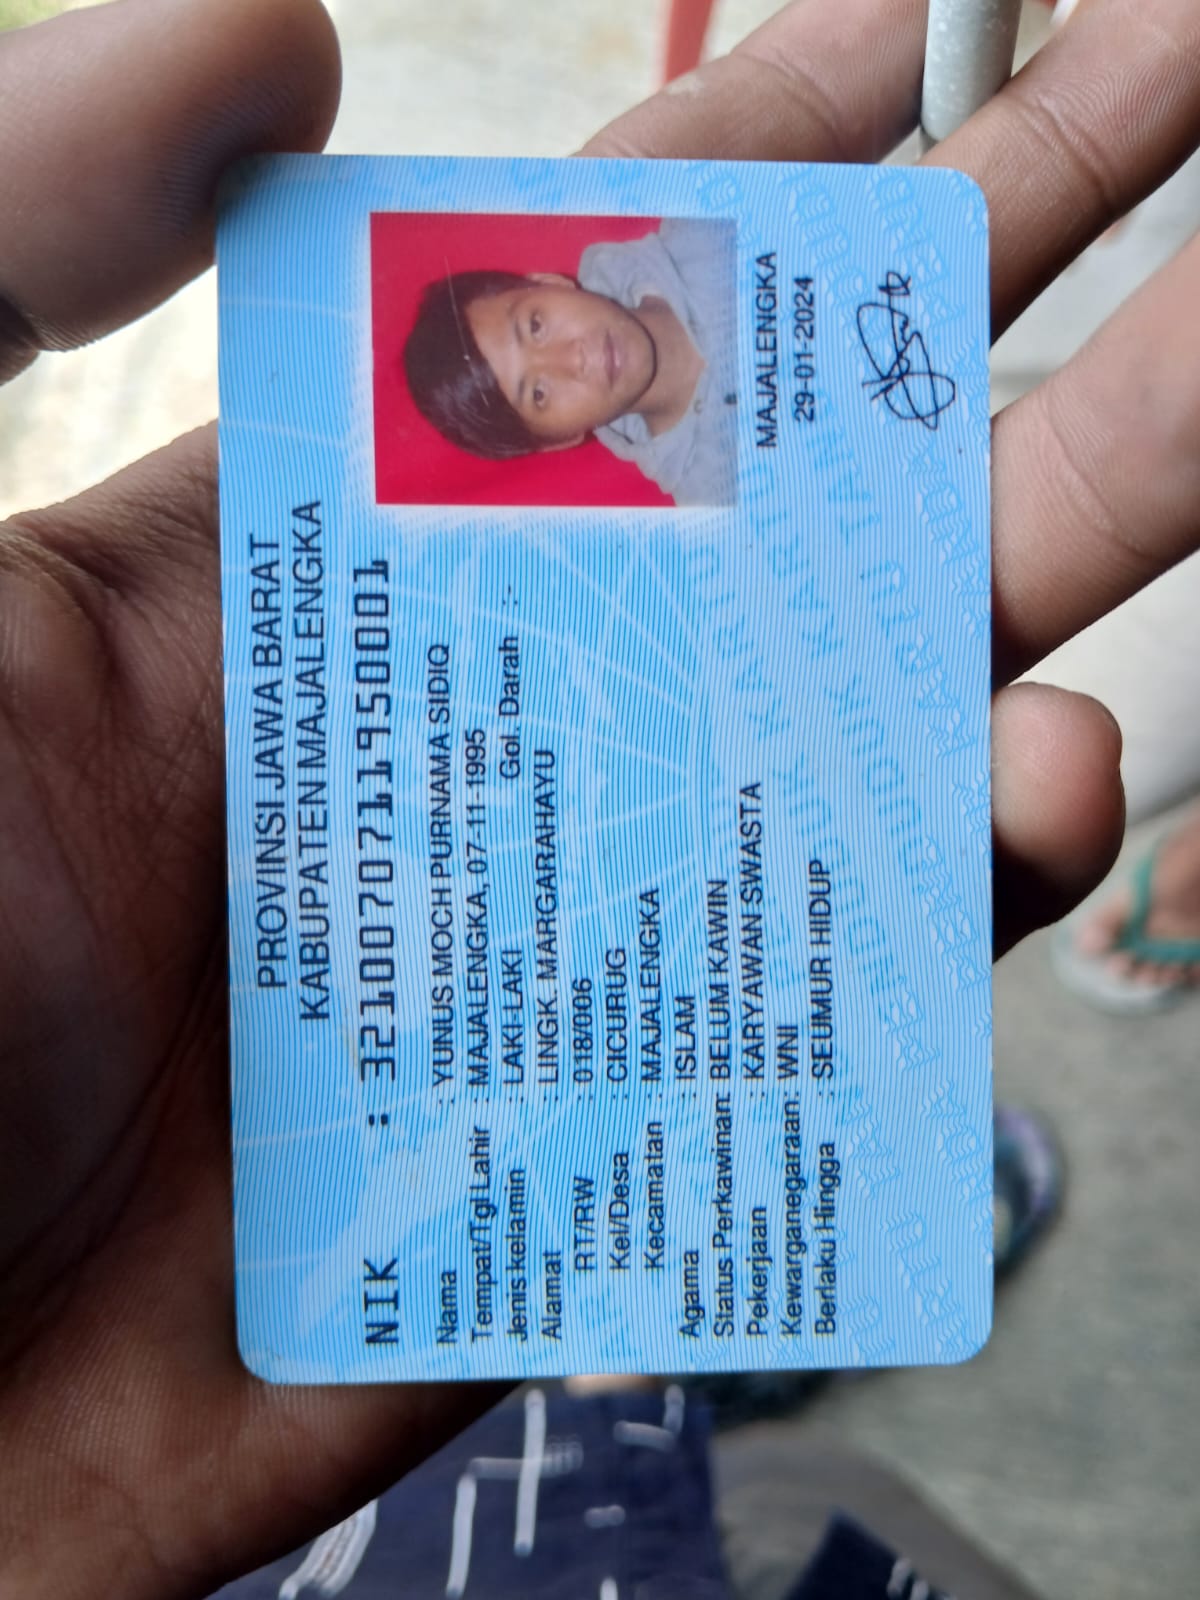 PROVINSI JAWA BARAT
KABUPATEN MAJALENGKA
NIK : 3210070711950001
Nama : YUNUS MOCH PURNAMA SIDIQ
Tempat/Tgl Lahir : MAJALENGKA, 07-11-1995
Jenis kelamin : LAKI-LAKI Gol. Darah :-
Alamat : LINGK. MARGARAHAYU
RT/RW : 018/006
Kel/Desa : CICURUG
Kecamatan : MAJALENGKA
Agama : ISLAM
Status Perkawinan: BELUM KAWIN
Pekerjaan : KARYAWAN SWASTA
Kewarganegaraan: WNI
Berlaku Hingga : SEUMUR HIDUP
MAJALENGKA
29-01-2024